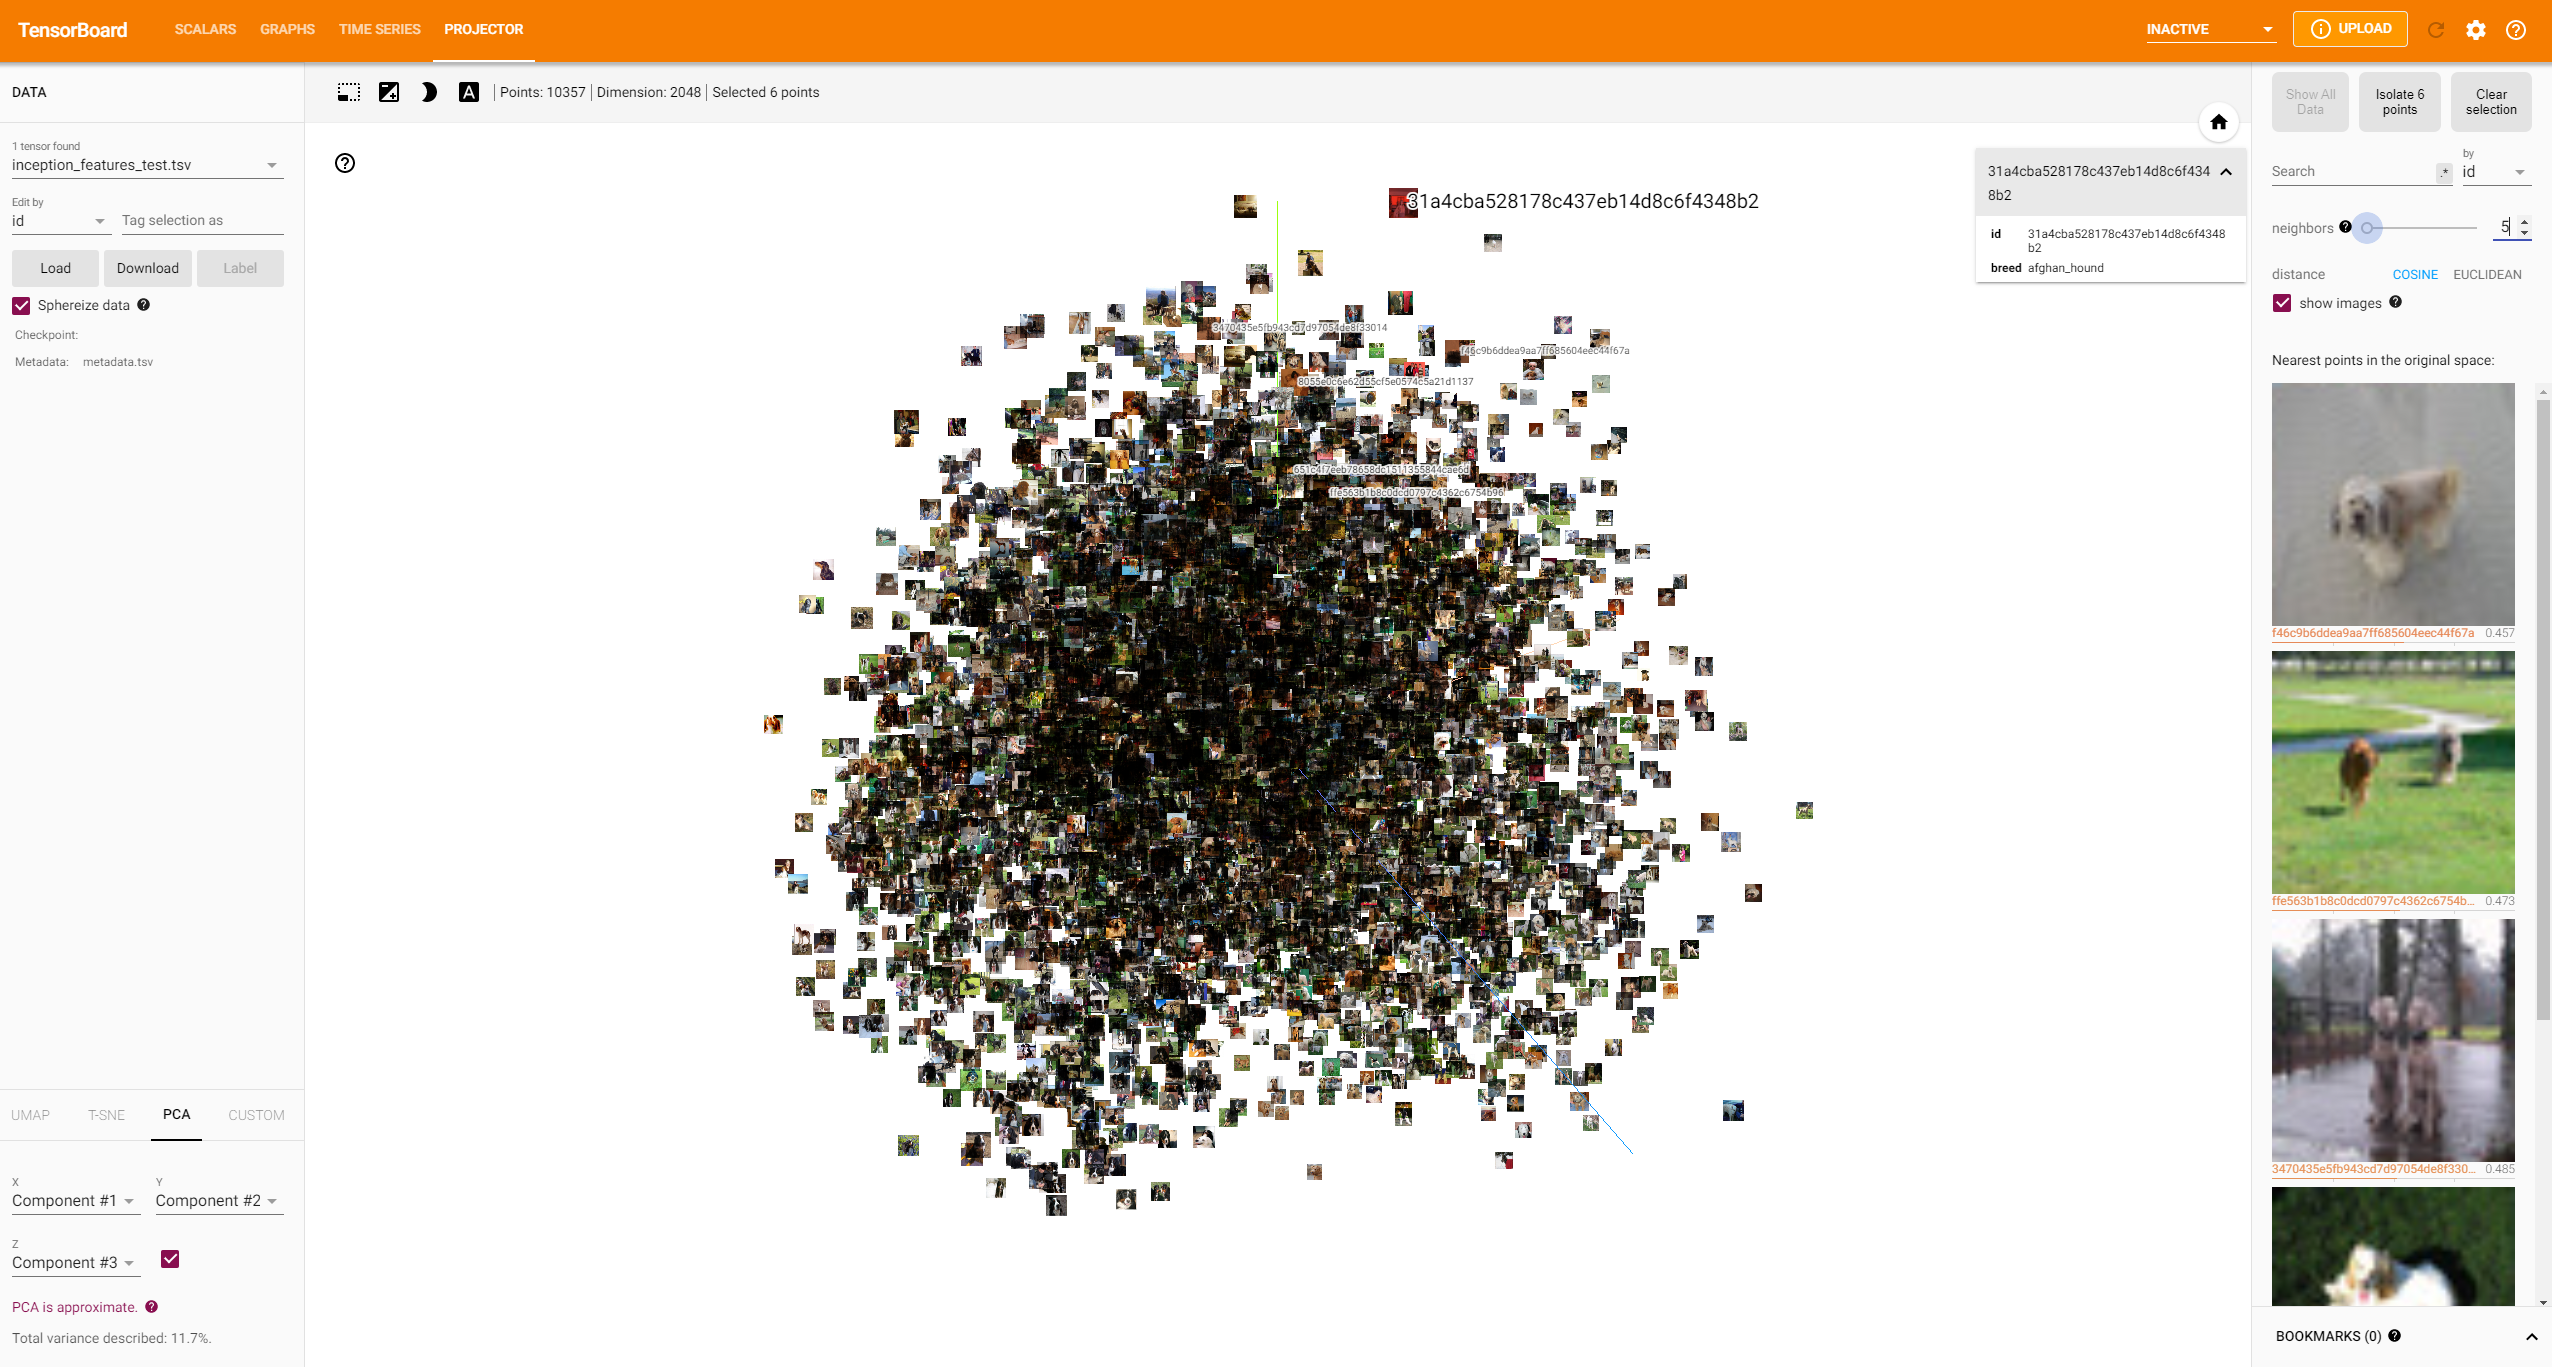 TensorBoard
SCALARS
GRAPHS
TIME SERIES
PROJECTOR
INACTIVE
UPLOAD
DATA
1 tensor found
inception_features_test.tsv
Edit by
id
Tag selection as
Load
Download
Label
Sphereize data
Checkpoint:
Metadata: metadata.tsv
UMAP
T-SNE
PCA
CUSTOM
X
Component #1
Y
Component #2
Z
Component #3
PCA is approximate.
Total variance described: 11.7%.
A
Points: 10357
Dimension: 2048
Selected 6 points
31a4cba528178c437eb14d8c6f4348b2
3470435e5fb943cd7d97054de8f33014
f46c9b6ddea9aa7ff685604eec44f67a
8055e0c6e62d55cf5e0574c5a21d1137
651c4f7eeb78658dc1511355844cae6d
ffe563b1b8c0dcd0797c4362c6754b96
31a4cba528178c437eb14d8c6f434
8b2
id 31a4cba528178c437eb14d8c6f4348
b2
breed afghan_hound
Show All
Data
Isolate 6
points
Clear
selection
Search
.*
by
id
neighbors
5
distance
COSINE
EUCLIDEAN
show images
Nearest points in the original space:
f46c9b6ddea9aa7ff685604eec44f67a 0.457
ffe563b1b8c0dcd0797c4362c6754b... 0.473
3470435e5fb943cd7d97054de8f330... 0.485
BOOKMARKS (0)